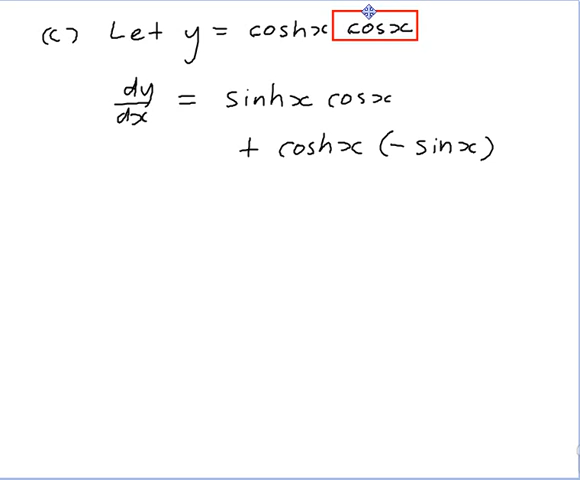 (c) Let y = coshx cosx
dy/dx = sinhx cosx
+ coshx (- sinx)